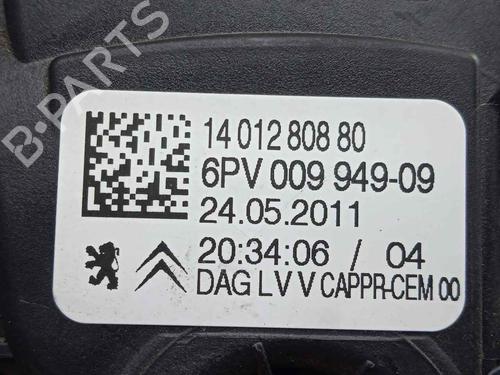 B-PARTS
14 012 808 80
6PV 009 949-09
24.05.2011
20:34:06 / 04
DAG LV V CAPPR-CEM 00